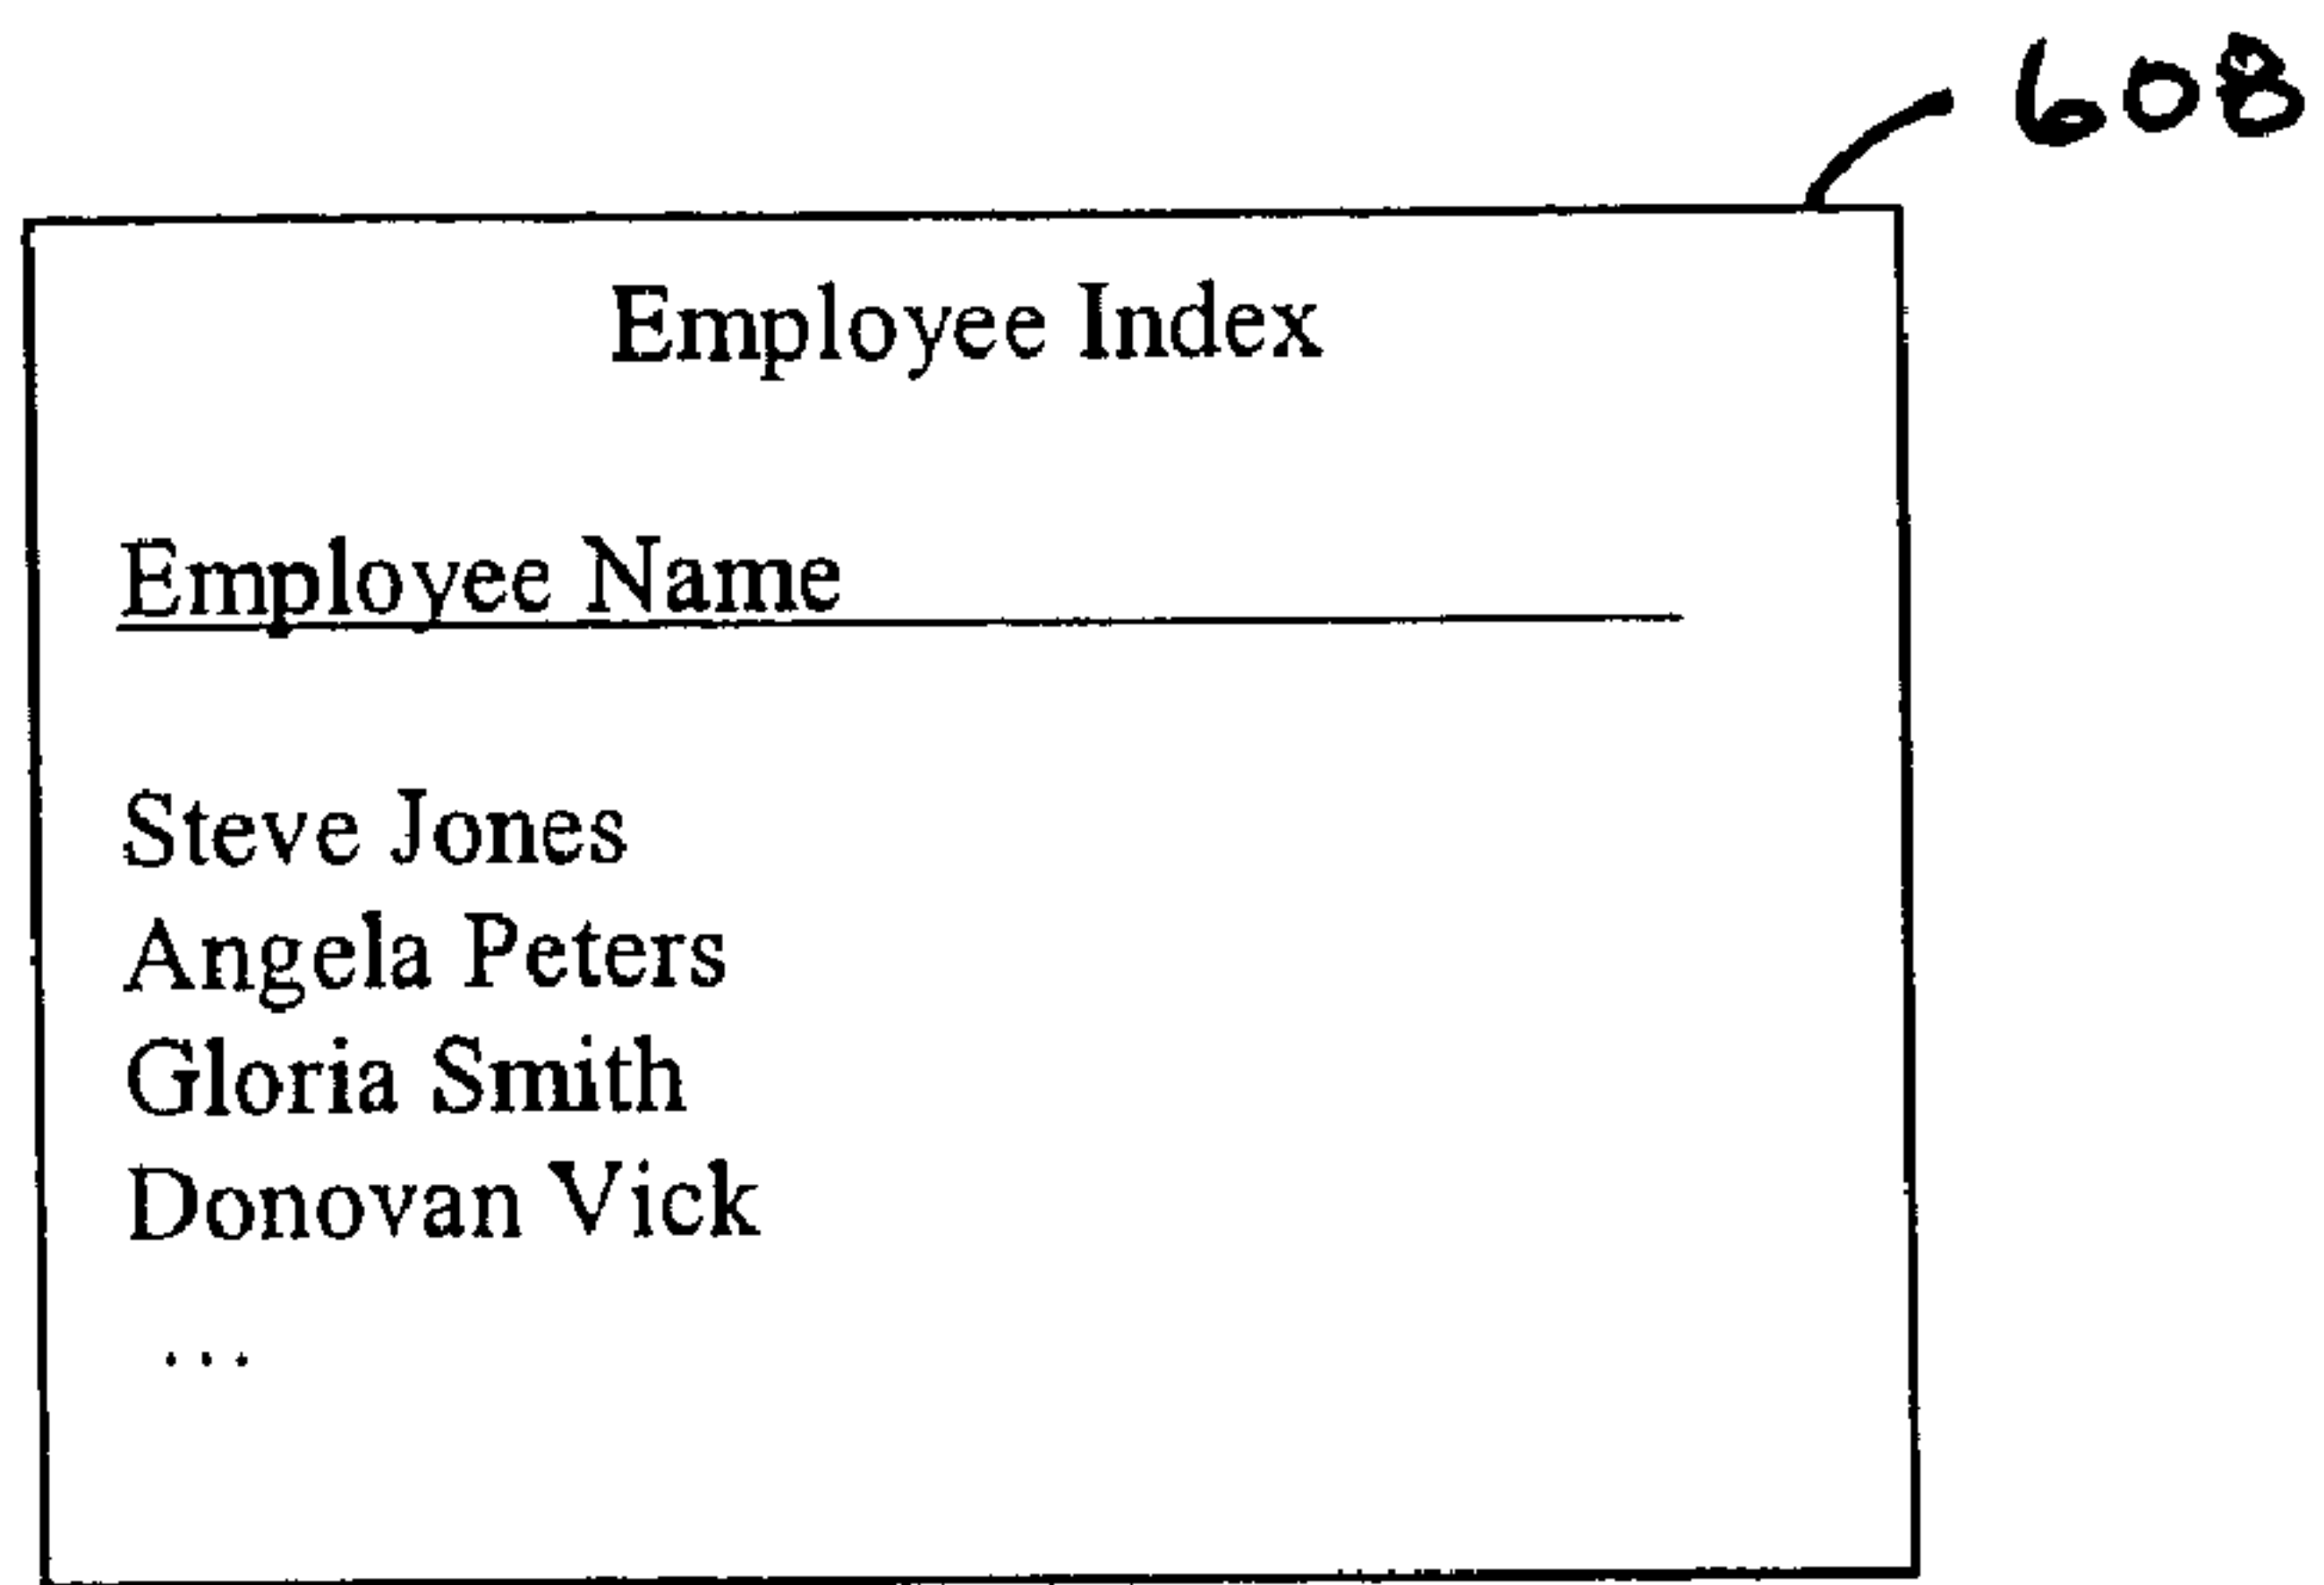 608
Employee Index
Employee Name
Steve Jones
Angela Peters
Gloria Smith
Donovan Vick
...